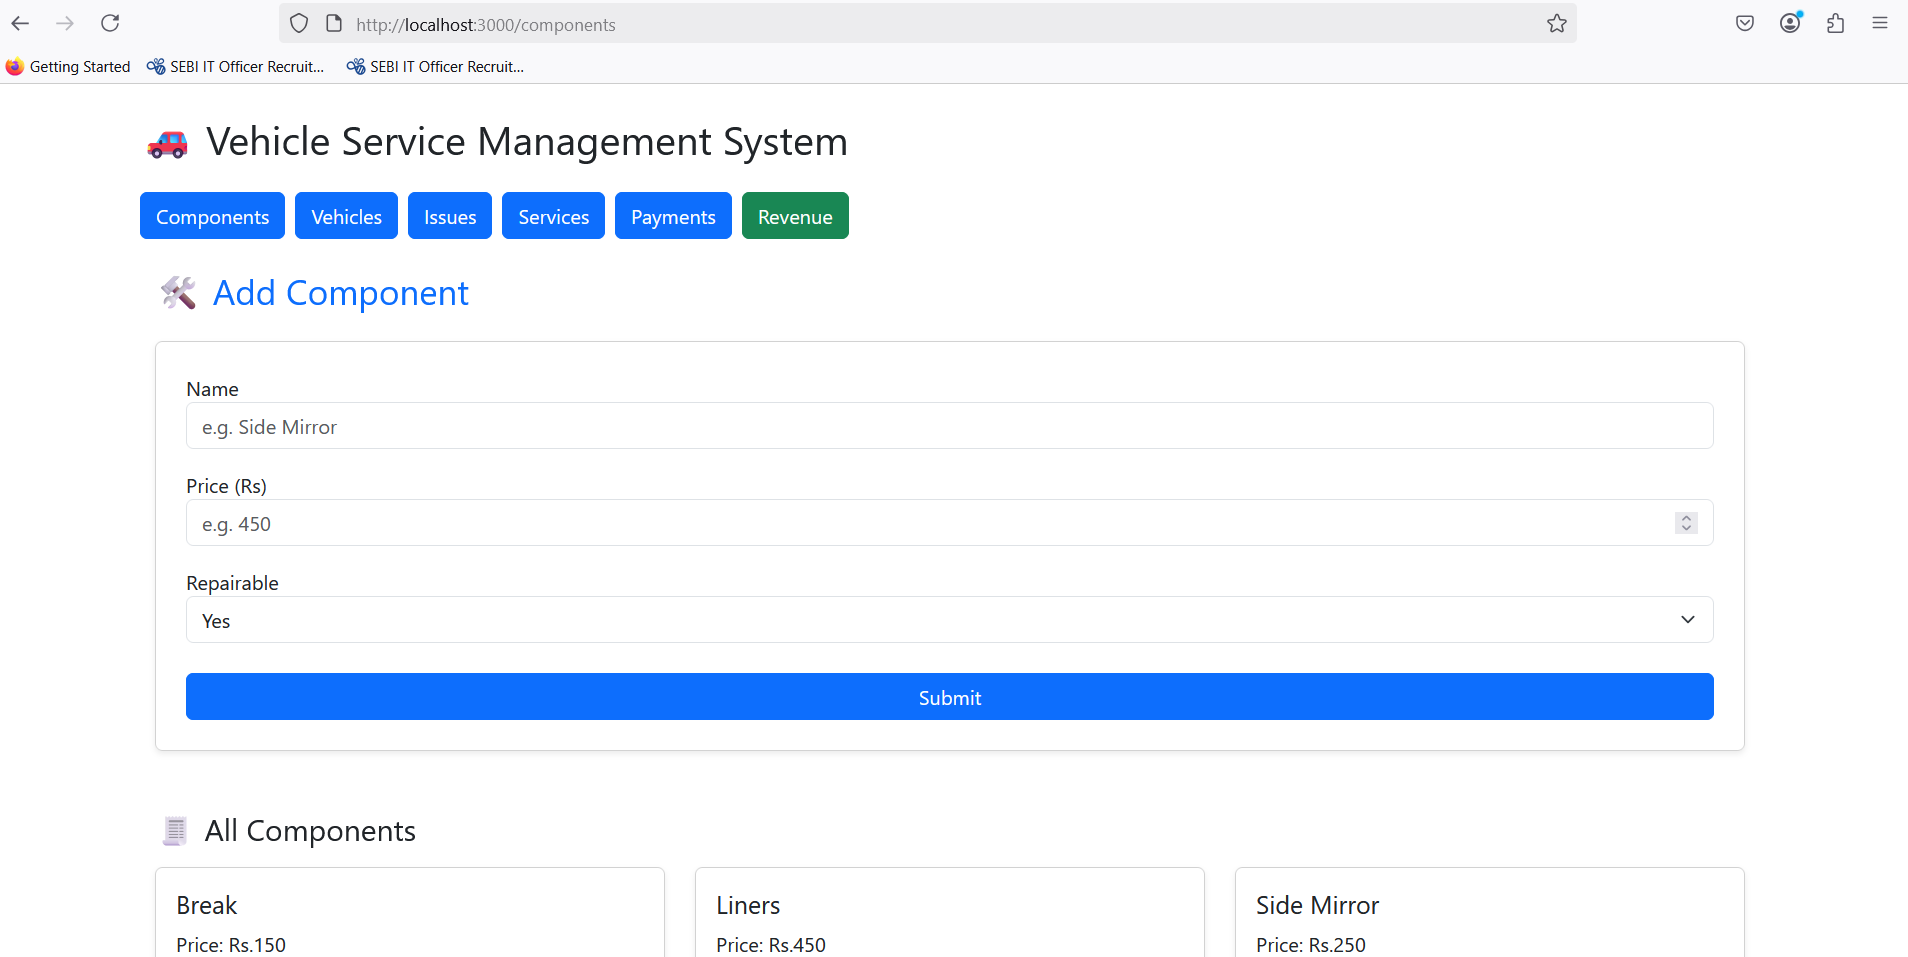 http://localhost:3000/components
Getting Started SEBI IT Officer Recruit... SEBI IT Officer Recruit...
Vehicle Service Management System
Components Vehicles Issues Services Payments Revenue
Add Component
Name
e.g. Side Mirror
Price (Rs)
e.g. 450
Repairable
Yes
Submit
All Components
Break Liners Side Mirror
Price: Rs.150 Price: Rs.450 Price: Rs.250